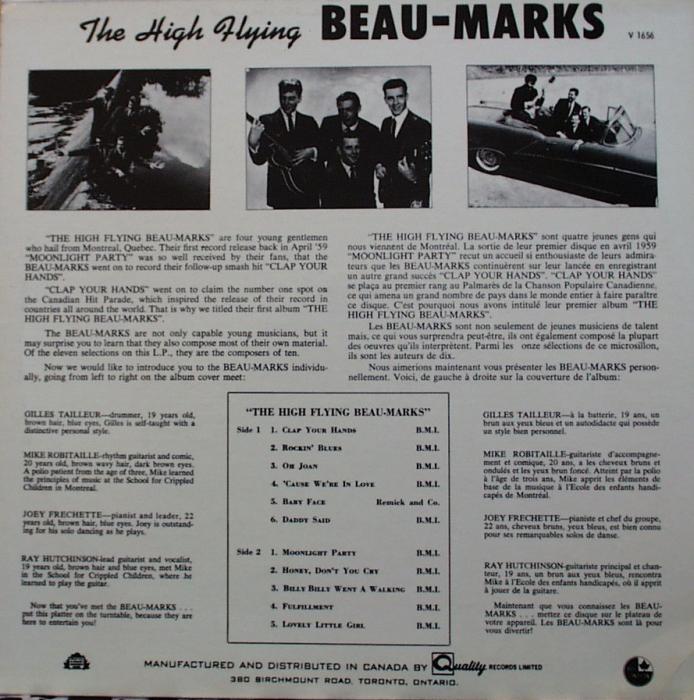 The High Flying BEAU-MARKS
V 1656
"THE HIGH FLYING BEAU-MARKS" are four young gentlemen
who hail from Montreal, Quebec. Their first record release back in April '59
"MOONLIGHT PARTY" was so well received by their fans, that the
BEAU-MARKS went on to record their follow-up smash hit "CLAP YOUR
HANDS".
"CLAP YOUR HANDS" went to claim the number one spot on
the Canadian Hit Parade, which inspired the release of their record in
countries all around the world. That is why we titled their first album "THE
HIGH FLYING BEAU-MARKS".
The BEAU-MARKS are not only capable young musicians, but it
may surprise you to learn that they also compose most of their own material.
Of the eleven selections on this L.P., they are the composers of ten.
Now we would like to introduce you to the BEAU-MARKS individu-
ally, going from left to right on the album cover meet:
"THE HIGH FLYING BEAU-MARKS" sont quatre jeunes gens qui
nous viennent de Montréal. La sortie de leur premier disque en avril 1959
"MOONLIGHT PARTY" recut un accueil si enthousiaste de leurs admira-
teurs que les BEAU-MARKS continuèrent sur leur lancée en enregistrant
un autre grand succès "CLAP YOUR HANDS". "CLAP YOUR HANDS"
se plaça au premier rang au Palmarès de la Chanson Populaire Canadienne,
ce qui amena un grand nombre de pays dans le monde entier à faire paraître
ce disque. C'est pourquoi nous avons intitulé leur premier album "THE
HIGH FLYING BEAU-MARKS".
Les BEAU-MARKS sont non seulement de jeunes musiciens de talent
mais, ce qui vous surprendra peut-être, ils ont également composé la plupart
des oeuvres qu'ils interprètent. Parmi les onze sélections de ce microsillon,
ils sont les auteurs de dix.
Nous aimerions maintenant vous présenter les BEAU-MARKS person-
nellement. Voici, de gauche à droite sur la couverture de l'album:
GILLES TAILLEUR—drummer, 19 years old,
brown hair, blue eyes, Gilles is self-taught with a
distinctive personal style.
MIKE ROBITAILLE-rhythm guitarist and comic,
20 years old, brown wavy hair, dark brown eyes.
A polio patient from the age of three, Mike learned
the principles of music at the School for Crippled
Children in Montreal.
JOEY FRECHETTE—pianist and leader, 22
years old, brown hair, blue eyes. Joey is outstand-
ing for his solo dancing as he plays.
RAY HUTCHINSON-lead guitarist and vocalist,
19 years old, brown hair and blue eyes, met Mike
in the School for Crippled Children, where he
learned to play the guitar.
Now that you've met the BEAU-MARKS . . .
put this platter on the turntable, because they are
here to entertain you!
"THE HIGH FLYING BEAU-MARKS"
Side 1 1. Clap Your Hands B.M.I.
2. Rockin' Blues B.M.I.
3. Oh Joan B.M.I.
4. 'Cause We're In Love B.M.I.
5. Baby Face Remick and Co.
6. Daddy Said B.M.I.
Side 2 1. Moonlight Party B.M.I.
2. Honey, Don't You Cry B.M.I.
3. Billy Billy Went A Walking B.M.I.
4. Fulfillment B.M.I.
5. Lovely Little Girl B.M.I.
GILLES TAILLEUR—à la batterie, 19 ans, un
brun aux yeux bleus et un autodidacte qui possède
un style bien personnel.
MIKE ROBITAILLE-guitariste d'accompagne-
ment et comique, 20 ans, a les cheveux bruns et
ondulés et les yeux brun foncé. Atteint par la polio
à l'âge de trois ans, Mike apprit les éléments de
base de la musique à l'Ecole des enfants handi-
capés de Montréal.
JOEY FRECHETTE—pianiste et chef du groupe,
22 ans, cheveux bruns, yeux bleus, est bien connu
pour ses remarquables solos de danse.
RAY HUTCHINSON-guitariste principal et chan-
teur, 19 ans, un brun aux yeux bleus, rencontra
Mike à l'Ecole des enfants handicapés, où il apprit
à jouer de la guitare.
Maintenant que vous connaissez les BEAU-
MARKS . . . mettez ce disque sur le plateau de
votre appareil. Les BEAU-MARKS sont là pour
vous divertir!
MANUFACTURED AND DISTRIBUTED IN CANADA BY Quality RECORDS LIMITED
380 BIRCHMOUNT ROAD, TORONTO, ONTARIO.